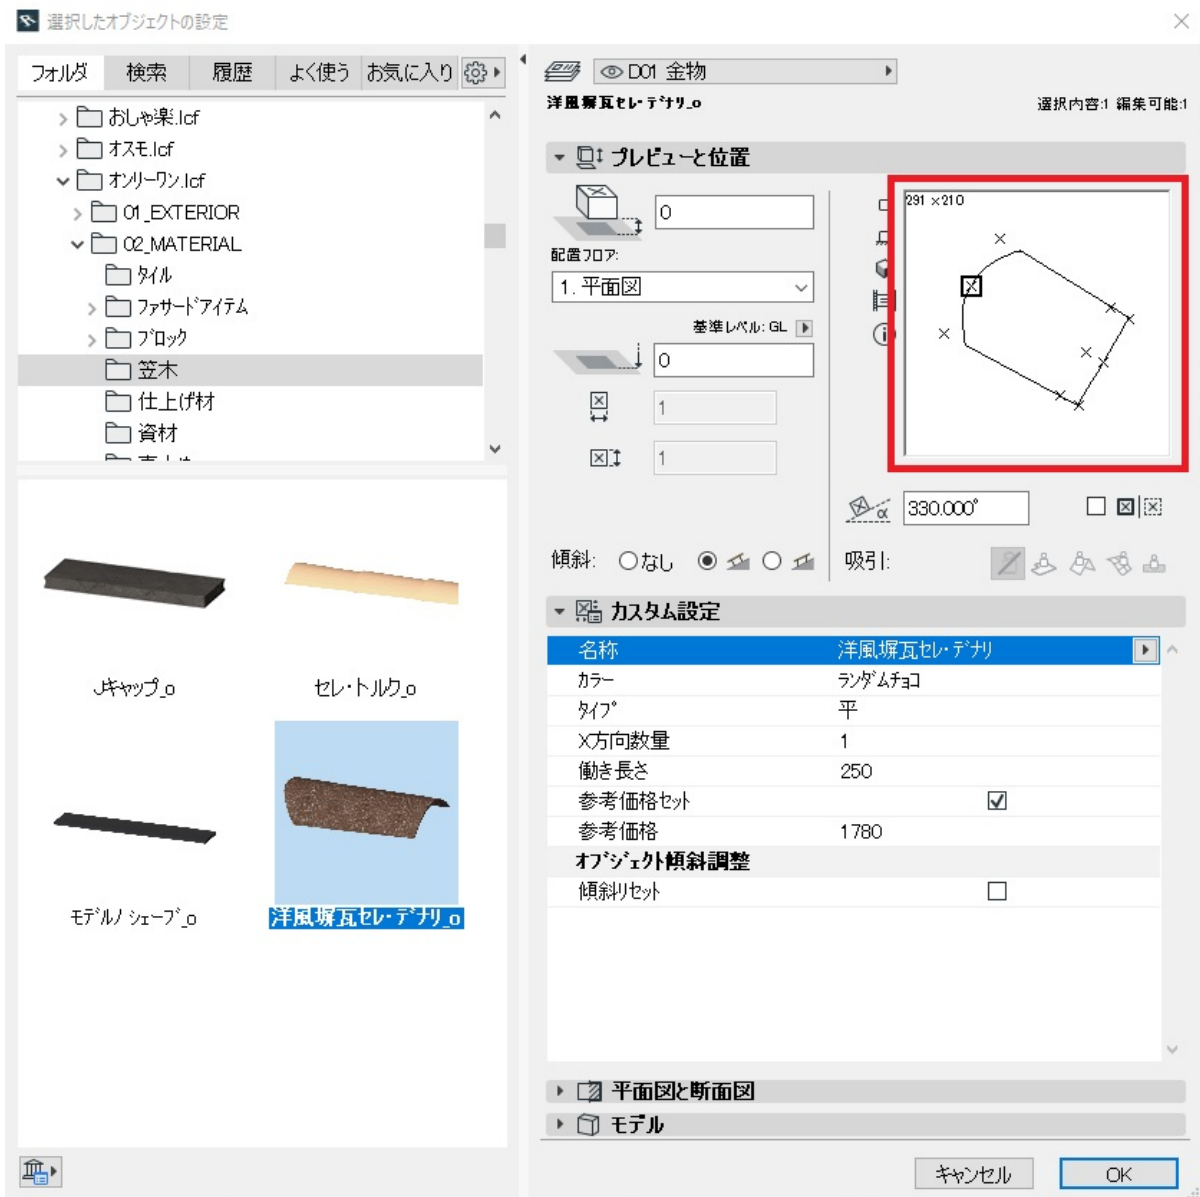 選択したオブジェクトの設定
フォルダ 検索 履歴 よく使う お気に入り
おしゃ楽.lcf
オスモ.lcf
オンリーワン.lcf
01_EXTERIOR
02_MATERIAL
タイル
ファサードアイテム
ブロック
笠木
仕上げ材
資材
Jキャップ_o
セレ・トルク_o
モデルノ シェーブ_o
洋風塀瓦セレ・デナリ_o
D01 金物
洋風塀瓦セレ・デナリ_o
選択内容:1 編集可能:1
プレビューと位置
0
配置フロア:
1. 平面図
基準レベル: GL
0
1
1
291 x210
α 330.000°
傾斜: なし
吸引:
カスタム設定
名称 洋風塀瓦セレ・デナリ
カラー ランダムチョコ
タイプ 平
X方向数量 1
働き長さ 250
参考価格セット
参考価格 1780
オブジェクト傾斜調整
傾斜リセット
平面図と断面図
モデル
キャンセル OK